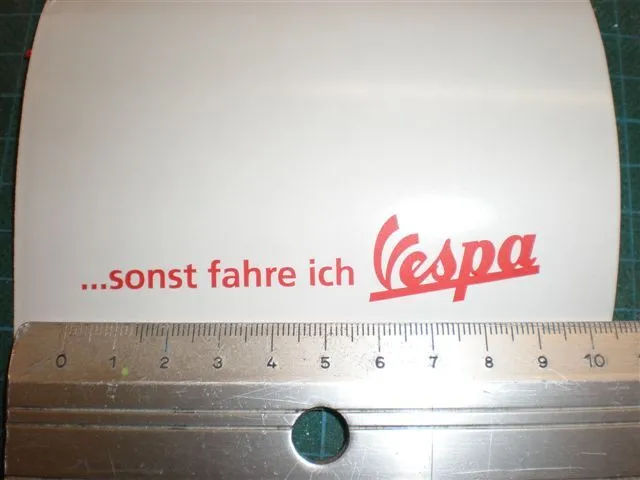 ...sonst fahre ich Vespa
0 1 2 3 4 5 6 7 8 9 10